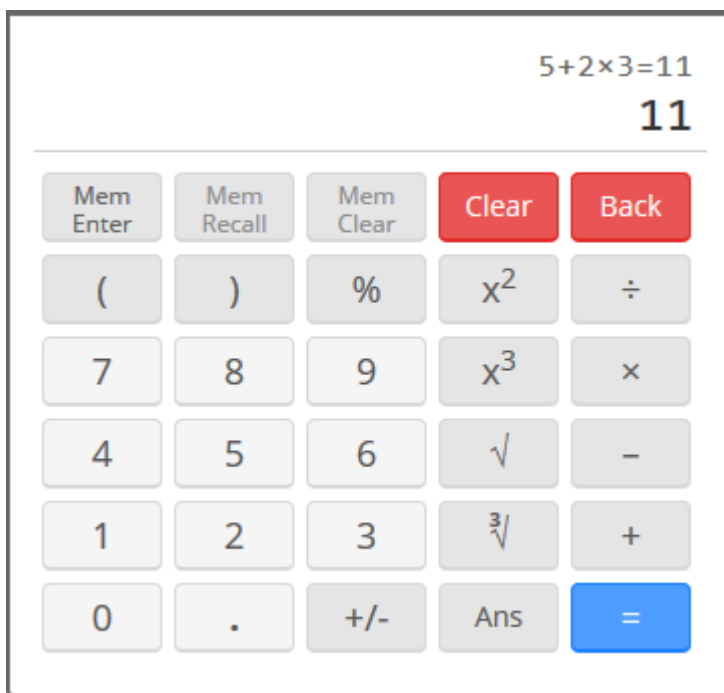 5+2×3=11
11
Mem Enter Mem Recall Mem Clear Clear Back
( ) % x² ÷
7 8 9 x³ ×
4 5 6 √ −
1 2 3 ∛ +
0 . +/- Ans =